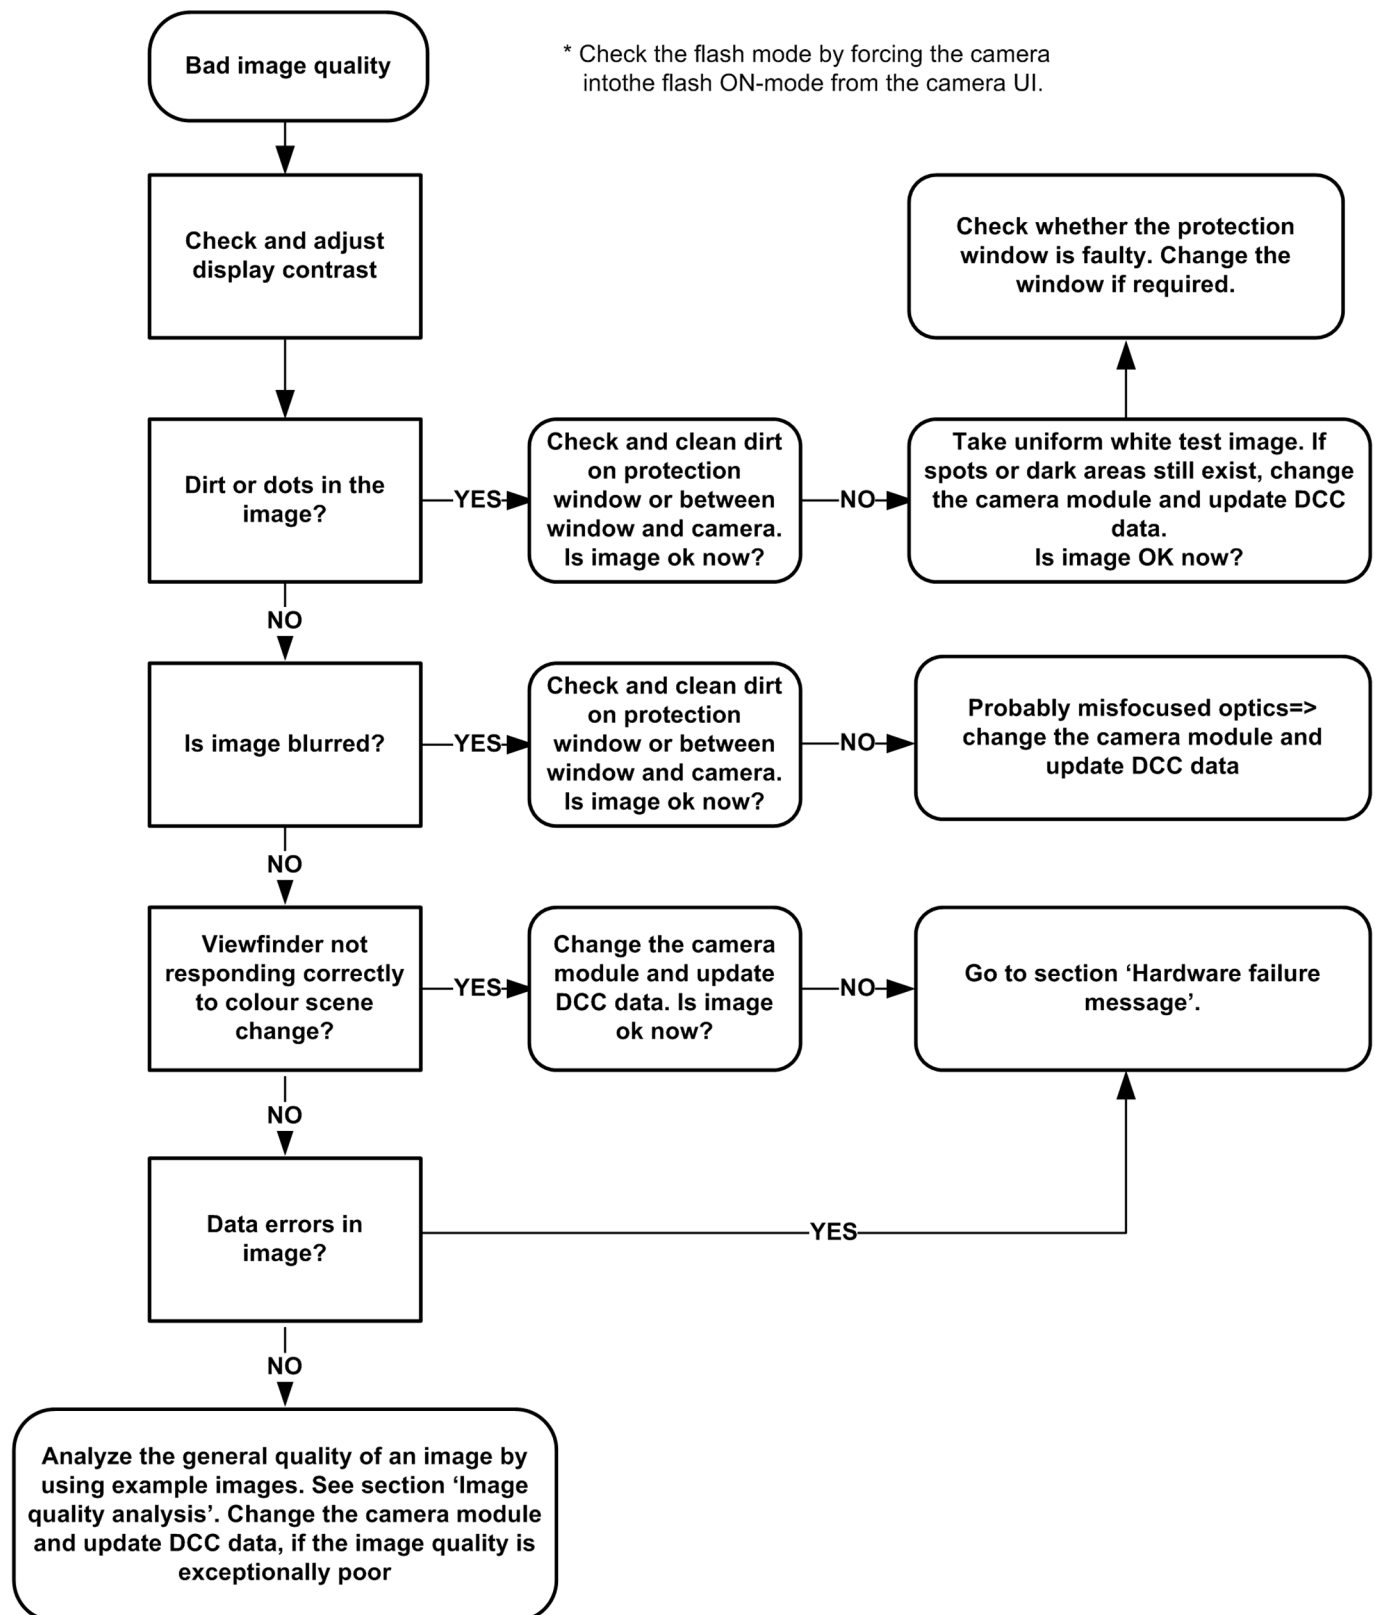 Bad image quality
* Check the flash mode by forcing the camera
intothe flash ON-mode from the camera UI.
Check and adjust
display contrast
Check whether the protection
window is faulty. Change the
window if required.
Dirt or dots in the
image?
YES
Check and clean dirt
on protection
window or between
window and camera.
Is image ok now?
NO
Take uniform white test image. If
spots or dark areas still exist, change
the camera module and update DCC
data.
Is image OK now?
NO
Is image blurred?
YES
Check and clean dirt
on protection
window or between
window and camera.
Is image ok now?
NO
Probably misfocused optics=>
change the camera module and
update DCC data
NO
Viewfinder not
responding correctly
to colour scene
change?
YES
Change the camera
module and update
DCC data. Is image
ok now?
NO
Go to section ‘Hardware failure
message’.
NO
Data errors in
image?
YES
NO
Analyze the general quality of an image by
using example images. See section ‘Image
quality analysis’. Change the camera module
and update DCC data, if the image quality is
exceptionally poor